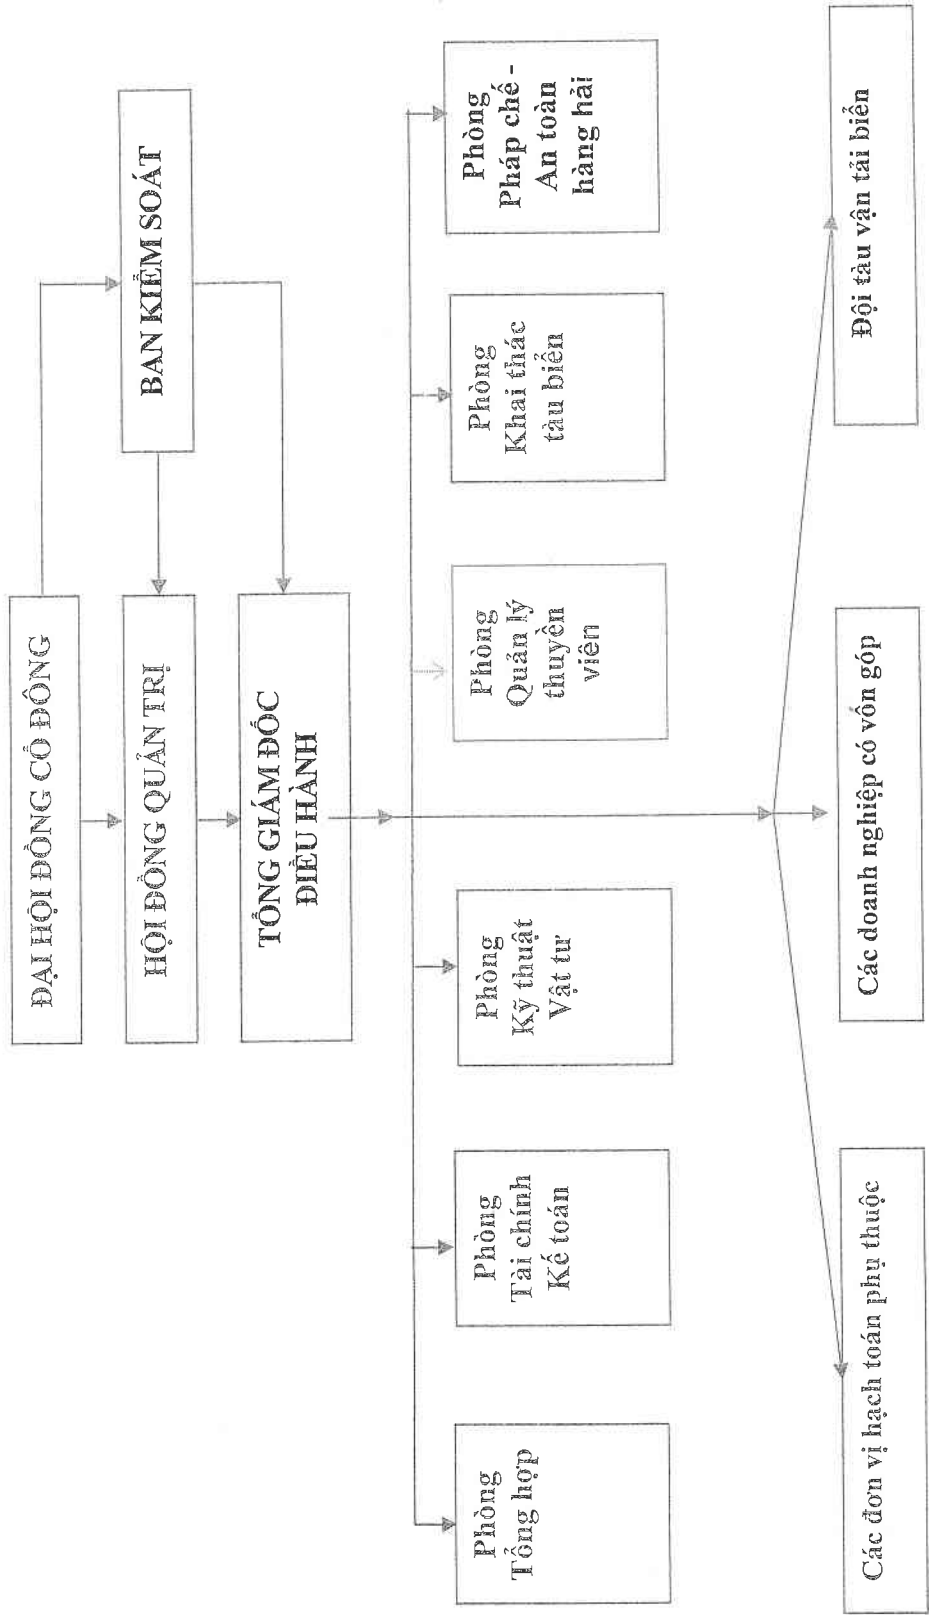 ĐẠI HỘI ĐỒNG CỔ ĐÔNG
BAN KIỂM SOÁT
HỘI ĐỒNG QUẢN TRỊ
TỔNG GIÁM ĐỐC
ĐIỀU HÀNH
Phòng
Tổng hợp
Phòng
Tài chính
Kế toán
Phòng
Kỹ thuật
Vật tư
Phòng
Quản lý
thuyền
viên
Phòng
Khai thác
tàu biển
Phòng
Pháp chế -
An toàn
hàng hải
Các đơn vị hạch toán phụ thuộc
Các doanh nghiệp có vốn góp
Đội tàu vận tải biển